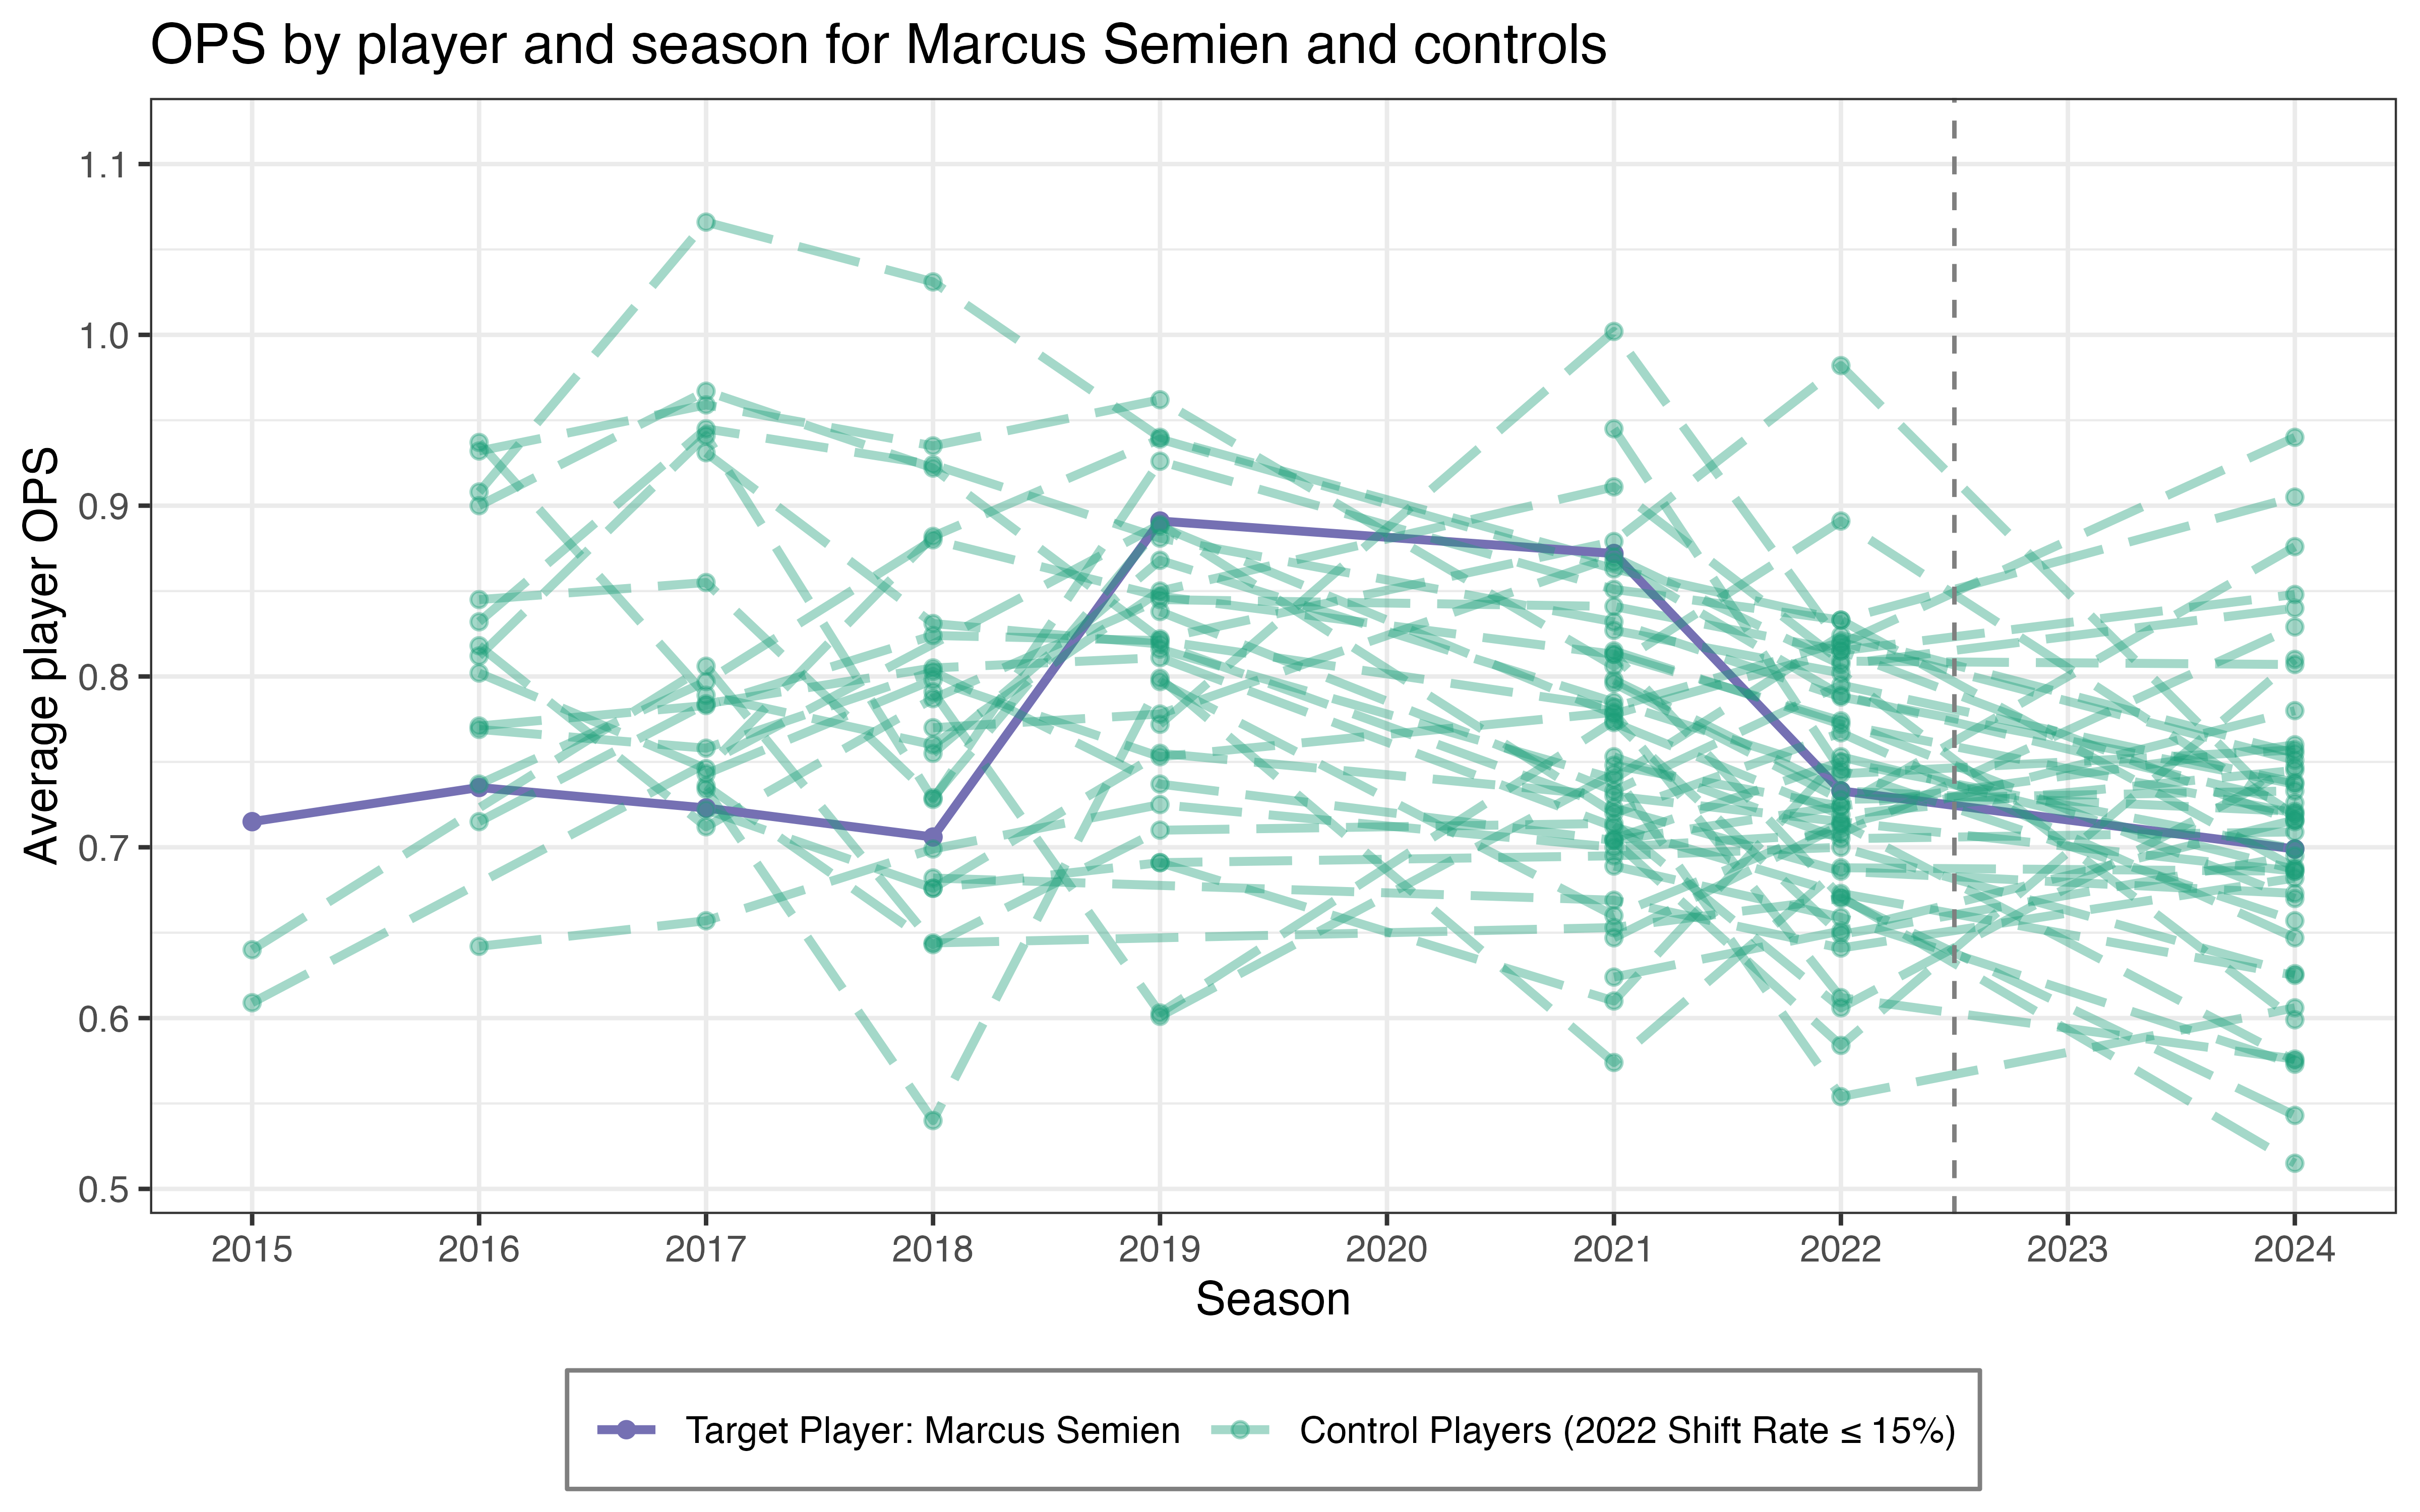 OPS by player and season for Marcus Semien and controls
Average player OPS
1.1
1.0
0.9
0.8
0.7
0.6
0.5
2015 2016 2017 2018 2019 2020 2021 2022 2023 2024
Season
Target Player: Marcus Semien Control Players (2022 Shift Rate ≤ 15%)